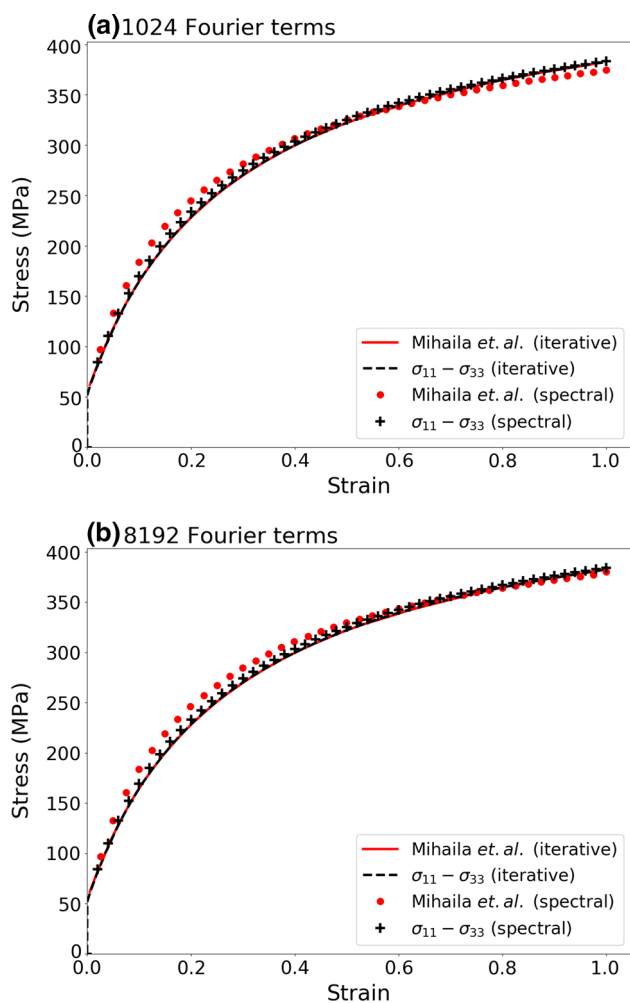 (a) 1024 Fourier terms
400
350
300
250
200
150
100
50
0
Stress (MPa)
Mihaila et. al. (iterative)
σ₁₁ − σ₃₃ (iterative)
Mihaila et. al. (spectral)
σ₁₁ − σ₃₃ (spectral)
0.0 0.2 0.4 0.6 0.8 1.0
Strain
(b) 8192 Fourier terms
400
350
300
250
200
150
100
50
0
Stress (MPa)
Mihaila et. al. (iterative)
σ₁₁ − σ₃₃ (iterative)
Mihaila et. al. (spectral)
σ₁₁ − σ₃₃ (spectral)
0.0 0.2 0.4 0.6 0.8 1.0
Strain